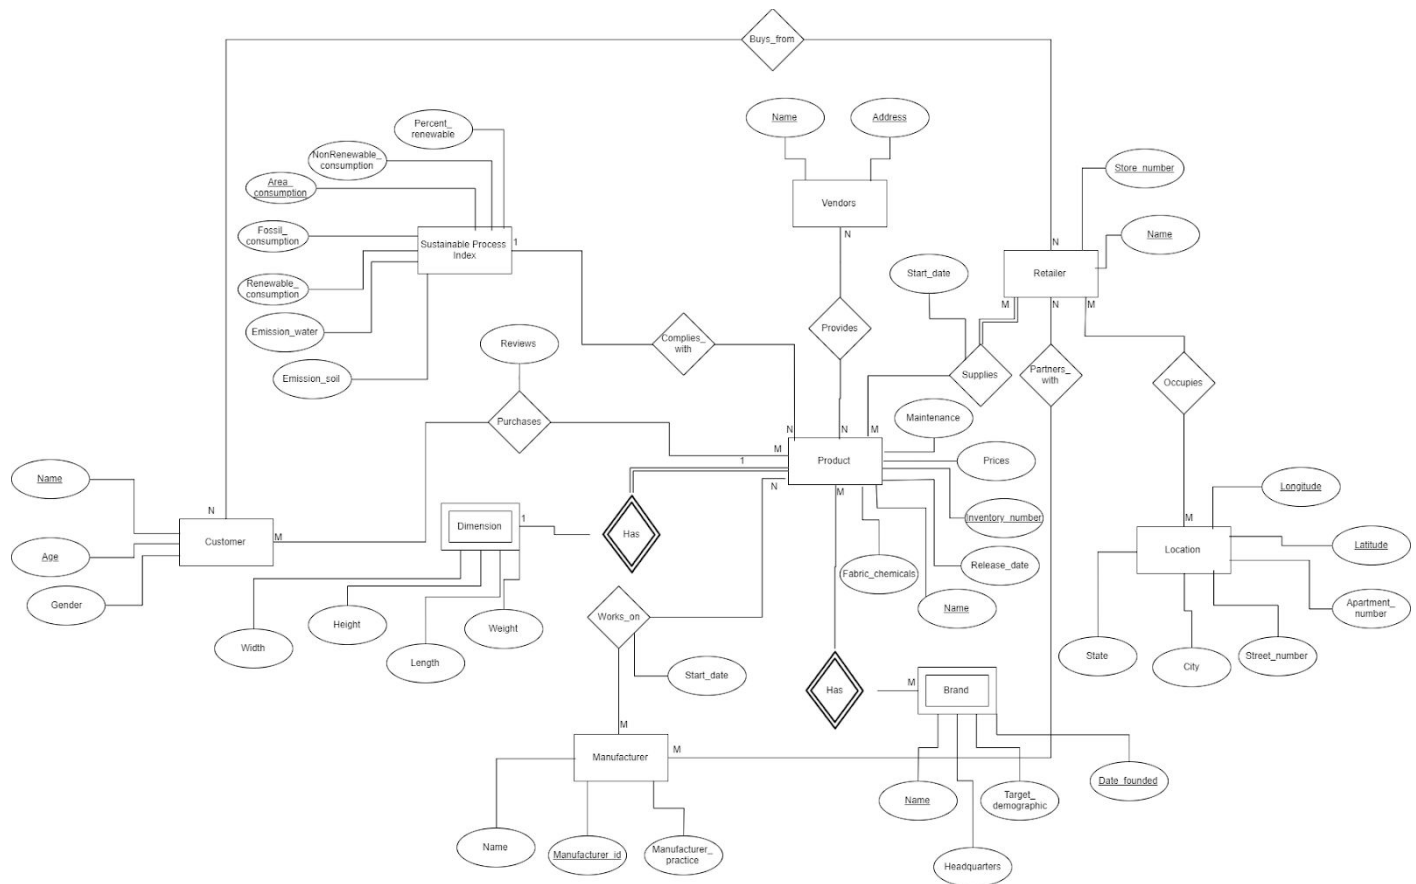 Buys_from
Name
Address
Percent_
renewable
NonRenewable_
consumption
Area_
consumption
Fossil_
consumption
Renewable_
consumption
Emission_water
Emission_soil
Sustainable Process
Index
1
Vendors
N
Store_number
Name
N
Retailer
M
N
M
Start_date
Provides
Complies_
with
Supplies
Partners_
with
Occupies
Reviews
Purchases
M
Maintenance
N
N
M
Product
M
1
N
M
Prices
Inventory_number
Release_date
Name
Fabric_chemicals
Name
Age
Gender
N
Customer
M
Dimension
1
Has
Width
Height
Length
Weight
Works_on
Start_date
M
Manufacturer
M
Name
Manufacturer_id
Manufacturer_
practice
Has
M
Brand
Name
Target_
demographic
Headquarters
Date_founded
M
Location
Longitude
Latitude
Apartment_
number
Street_number
City
State